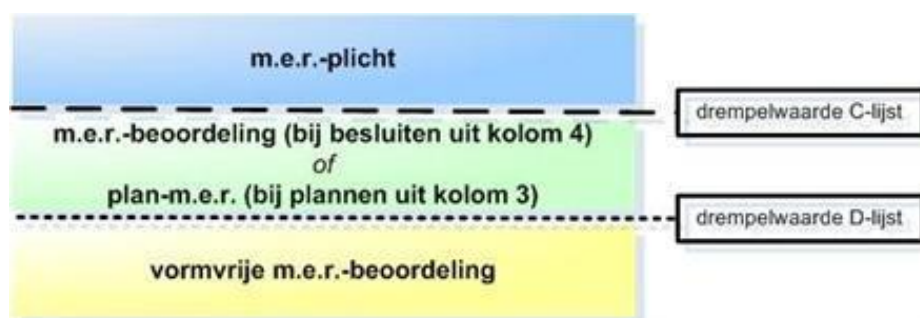 m.e.r.-plicht
drempelwaarde C-lijst
m.e.r.-beoordeling (bij besluiten uit kolom 4)
of
plan-m.e.r. (bij plannen uit kolom 3)
drempelwaarde D-lijst
vormvrije m.e.r.-beoordeling